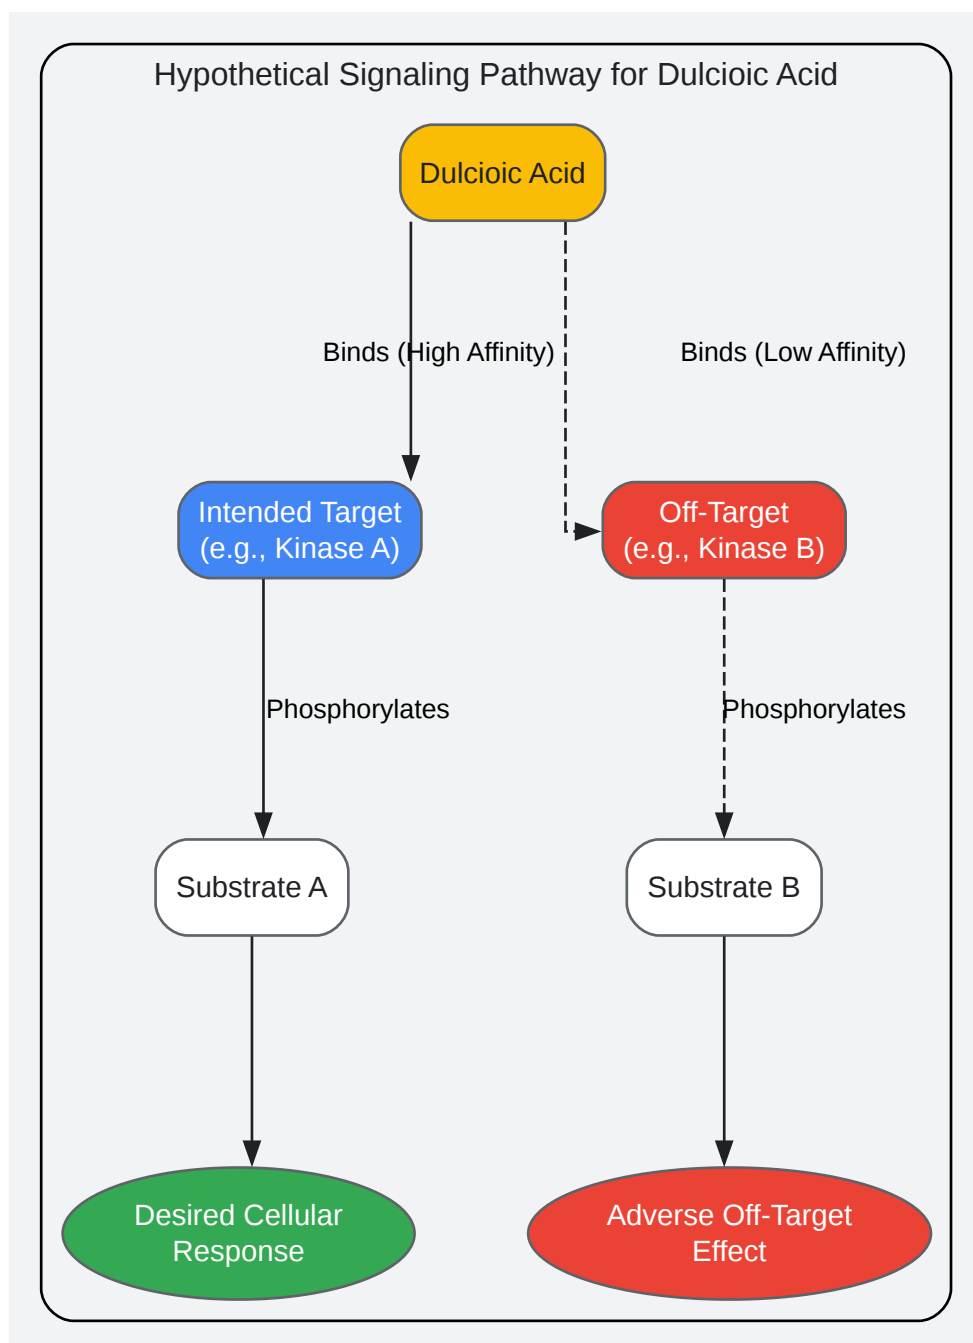 Hypothetical Signaling Pathway for Dulcioic Acid
Dulcioic Acid
Binds (High Affinity)
Binds (Low Affinity)
Intended Target
(e.g., Kinase A)
Off-Target
(e.g., Kinase B)
Phosphorylates
Phosphorylates
Substrate A
Substrate B
Desired Cellular
Response
Adverse Off-Target
Effect